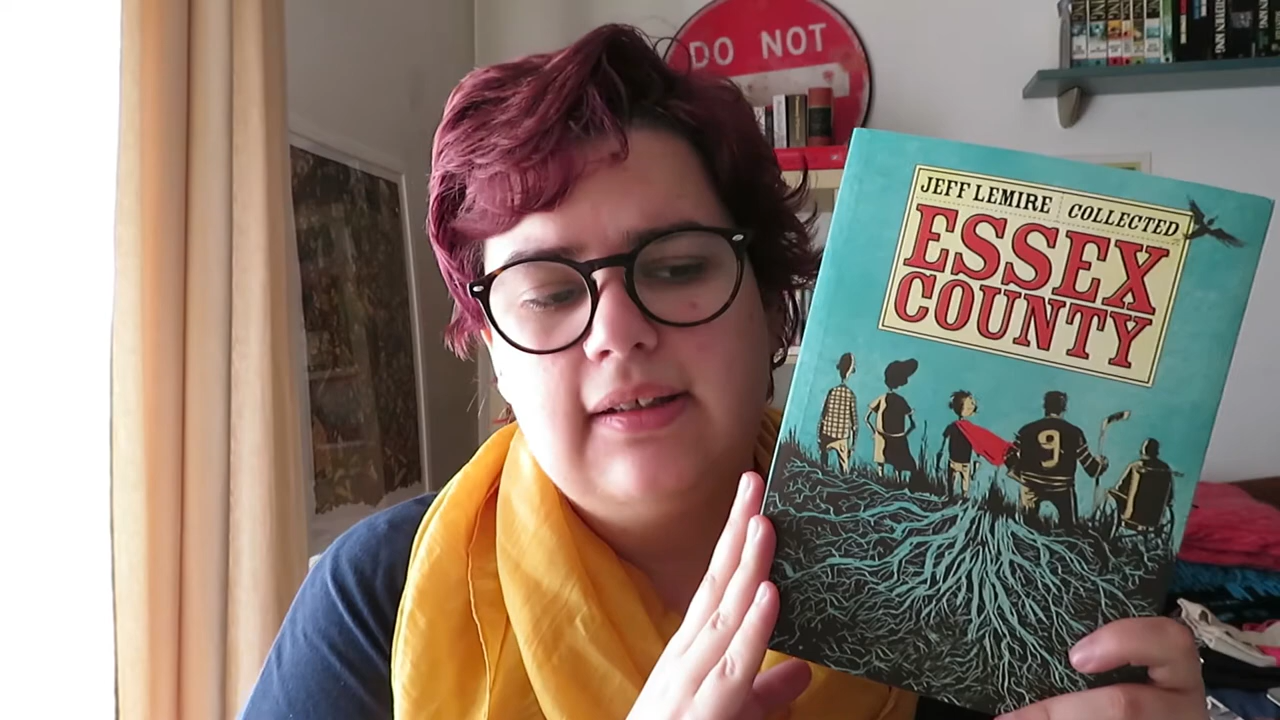 DO NOT
JEFF LEMIRE COLLECTED
ESSEX
COUNTY
9